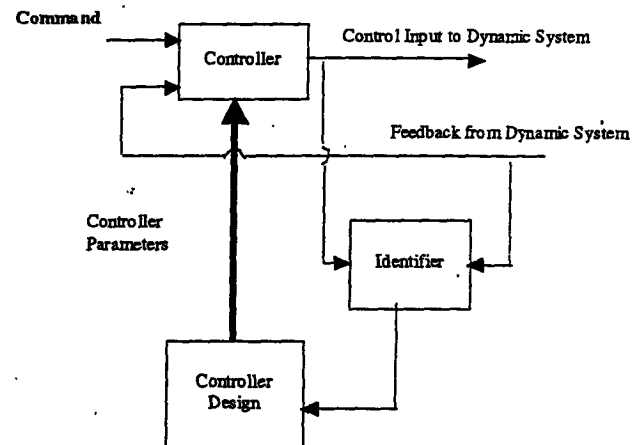 Command
Control Input to Dynamic System
Controller
Feedback from Dynamic System
Controller
Parameters
Identifier
Controller
Design